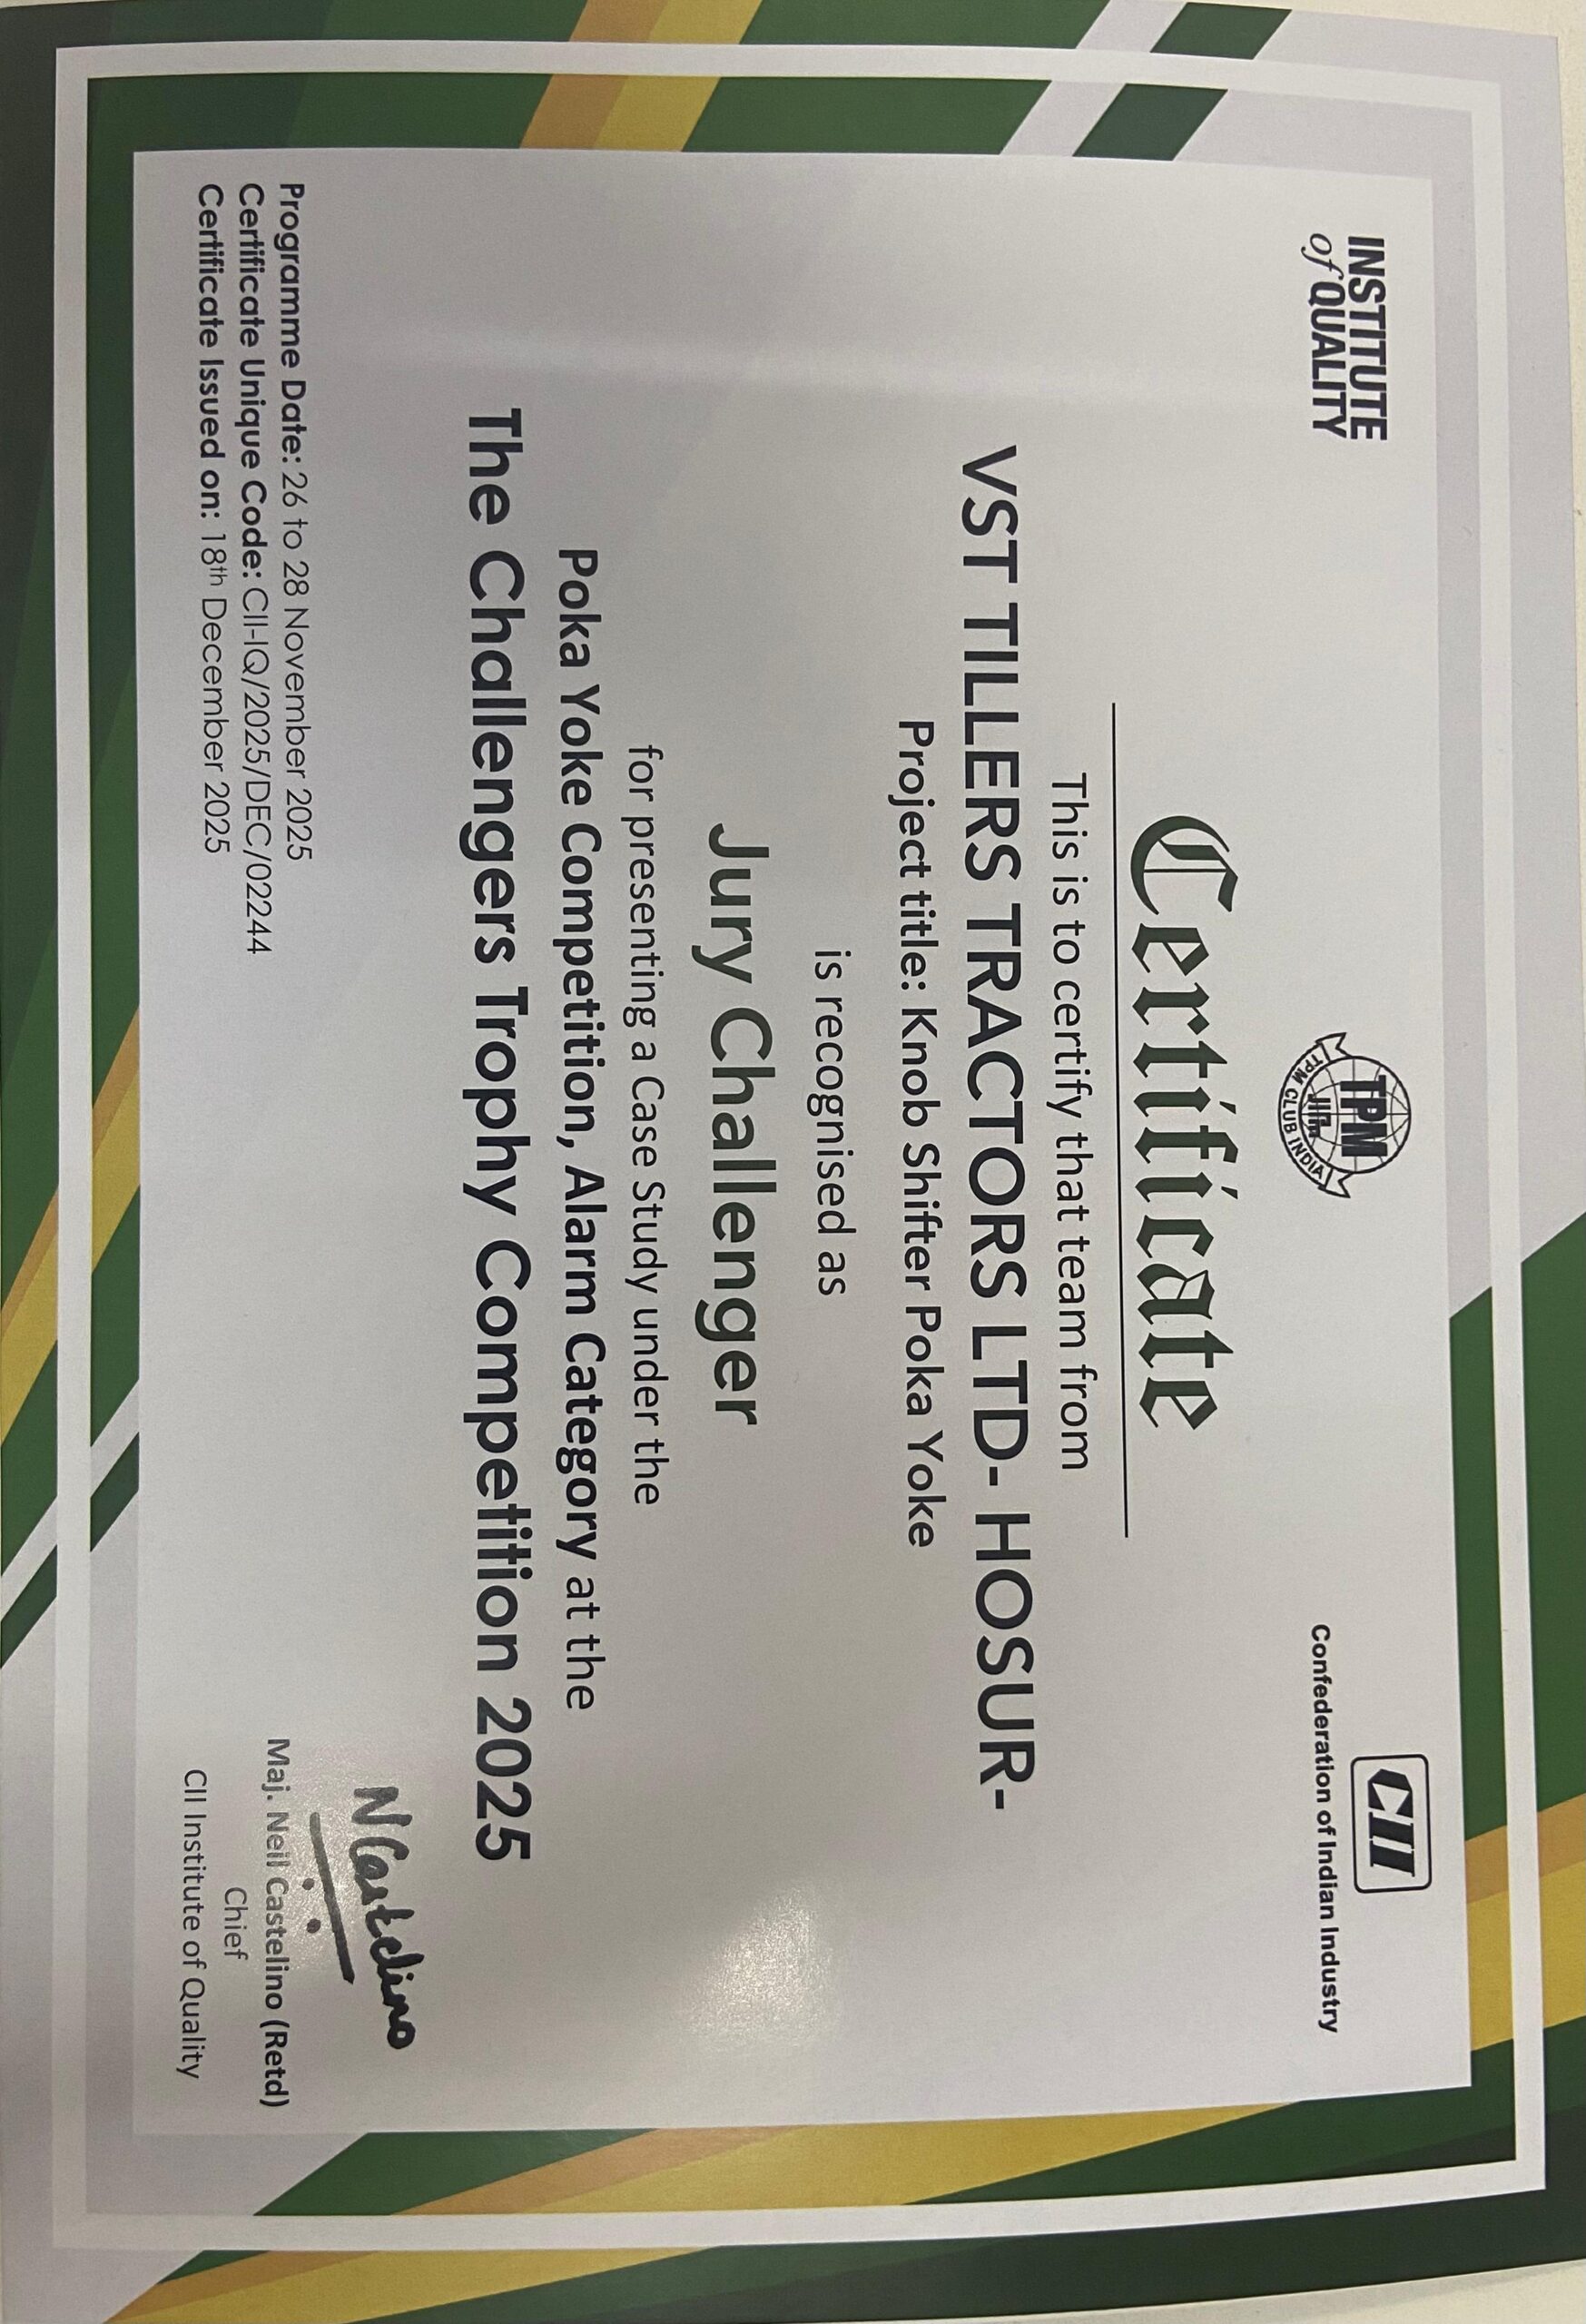 INSTITUTE
of QUALITY
TPM
JIPM
TPM CLUB INDIA
CII
Confederation of Indian Industry
Certificate
This is to certify that team from
VST TILLERS TRACTORS LTD- HOSUR-
Project title: Knob Shifter Poka Yoke
is recognised as
Jury Challenger
for presenting a Case Study under the
Poka Yoke Competition, Alarm Category at the
The Challengers Trophy Competition 2025
Programme Date: 26 to 28 November 2025
Certificate Unique Code: CII-IQ/2025/DEC/02244
Certificate Issued on: 18th December 2025
NCastelino
Maj. Neil Castelino (Retd)
Chief
CII Institute of Quality